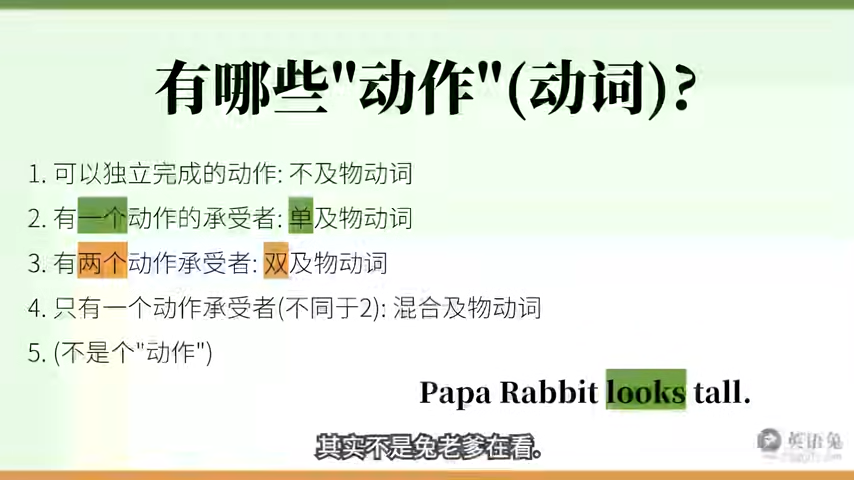 有哪些"动作"(动词)?
1. 可以独立完成的动作: 不及物动词
2. 有一个动作的承受者: 单及物动词
3. 有两个动作承受者: 双及物动词
4. 只有一个动作承受者(不同于2): 混合及物动词
5. (不是个"动作")
Papa Rabbit looks tall.
其实不是兔老爹在看.
英语兔